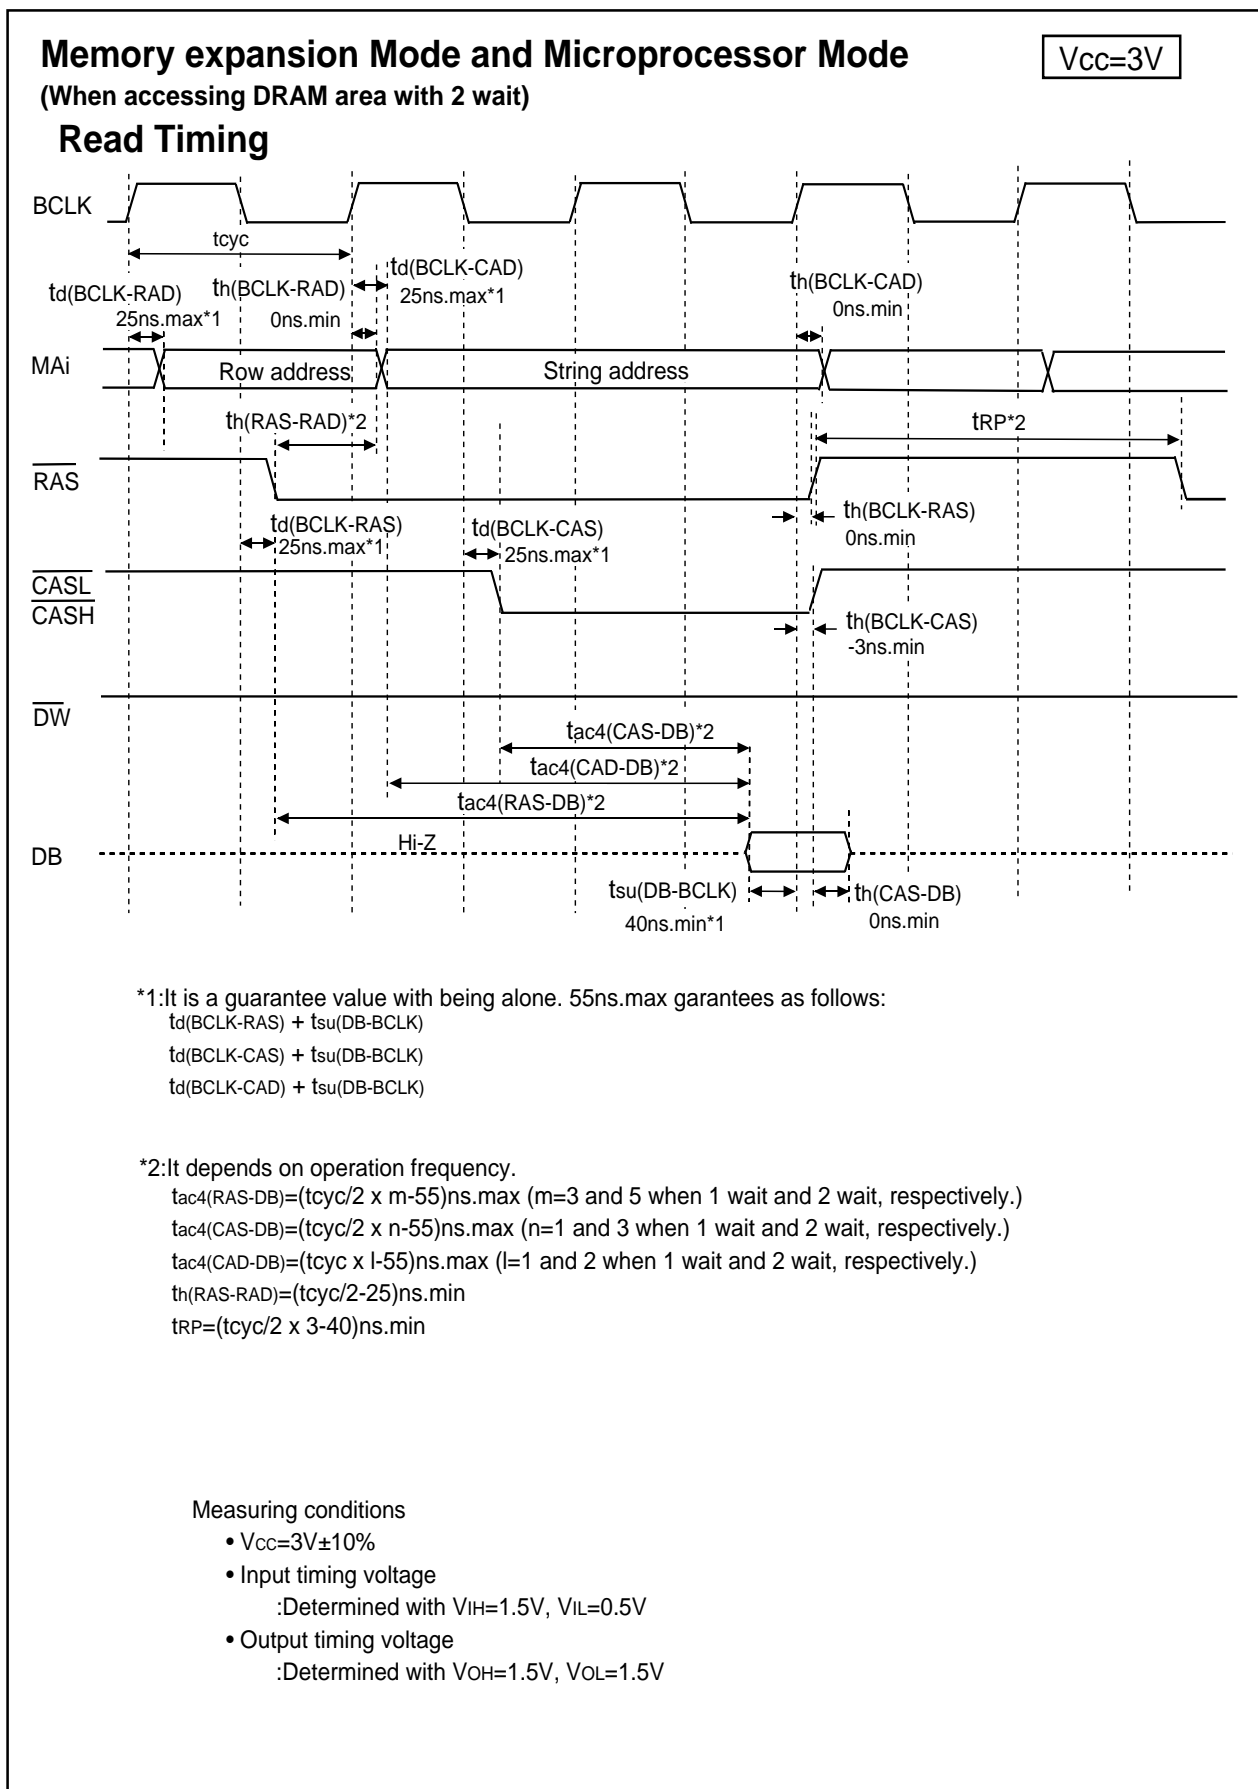 Memory expansion Mode and Microprocessor Mode
Vcc=3V
(When accessing DRAM area with 2 wait)
Read Timing
BCLK
tcyc
td(BCLK-CAD)
25ns.max*1
td(BCLK-RAD)
25ns.max*1
th(BCLK-RAD)
0ns.min
th(BCLK-CAD)
0ns.min
MAi
Row address
String address
th(RAS-RAD)*2
tRP*2
RAS
td(BCLK-RAS)
25ns.max*1
td(BCLK-CAS)
25ns.max*1
th(BCLK-RAS)
0ns.min
CASL
CASH
th(BCLK-CAS)
-3ns.min
DW
tac4(CAS-DB)*2
tac4(CAD-DB)*2
tac4(RAS-DB)*2
Hi-Z
DB
tsu(DB-BCLK)
40ns.min*1
th(CAS-DB)
0ns.min
*1:It is a guarantee value with being alone. 55ns.max garantees as follows:
td(BCLK-RAS) + tsu(DB-BCLK)
td(BCLK-CAS) + tsu(DB-BCLK)
td(BCLK-CAD) + tsu(DB-BCLK)
*2:It depends on operation frequency.
tac4(RAS-DB)=(tcyc/2 x m-55)ns.max (m=3 and 5 when 1 wait and 2 wait, respectively.)
tac4(CAS-DB)=(tcyc/2 x n-55)ns.max (n=1 and 3 when 1 wait and 2 wait, respectively.)
tac4(CAD-DB)=(tcyc x l-55)ns.max (l=1 and 2 when 1 wait and 2 wait, respectively.)
th(RAS-RAD)=(tcyc/2-25)ns.min
tRP=(tcyc/2 x 3-40)ns.min
Measuring conditions
• VCC=3V±10%
• Input timing voltage
:Determined with VIH=1.5V, VIL=0.5V
• Output timing voltage
:Determined with VOH=1.5V, VOL=1.5V